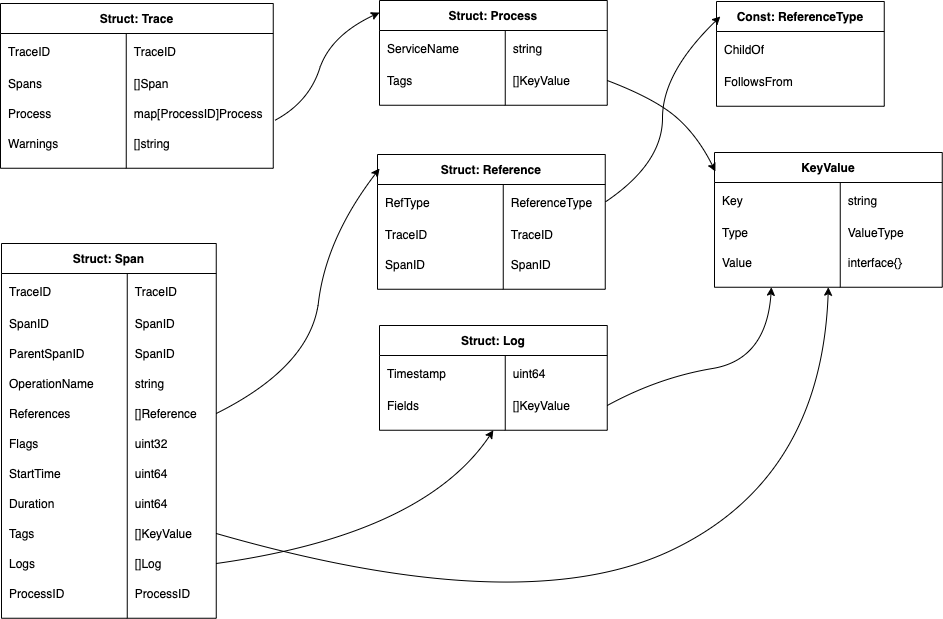 Struct: Trace
TraceID TraceID
Spans []Span
Process map[ProcessID]Process
Warnings []string
Struct: Process
ServiceName string
Tags []KeyValue
Const: ReferenceType
ChildOf
FollowsFrom
Struct: Reference
RefType ReferenceType
TraceID TraceID
SpanID SpanID
KeyValue
Key string
Type ValueType
Value interface{}
Struct: Span
TraceID TraceID
SpanID SpanID
ParentSpanID SpanID
OperationName string
References []Reference
Flags uint32
StartTime uint64
Duration uint64
Tags []KeyValue
Logs []Log
ProcessID ProcessID
Struct: Log
Timestamp uint64
Fields []KeyValue